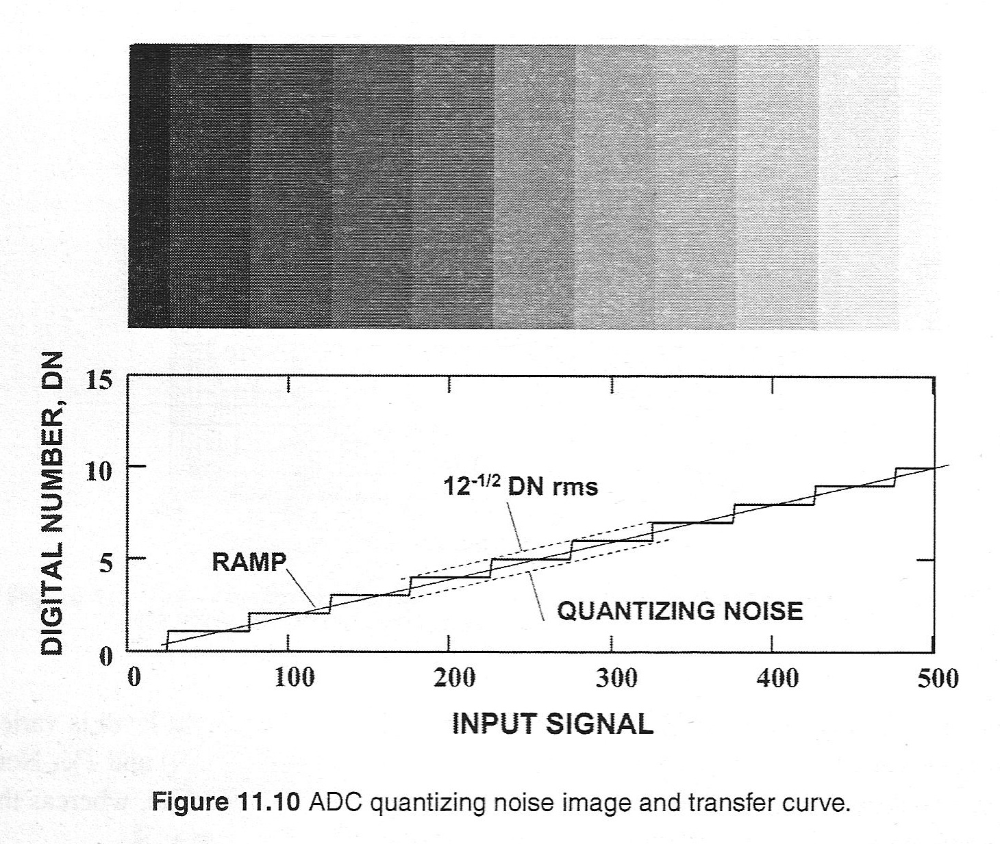 DIGITAL NUMBER, DN
15
10
5
0
12-1/2 DN rms
RAMP
QUANTIZING NOISE
0 100 200 300 400 500
INPUT SIGNAL
Figure 11.10 ADC quantizing noise image and transfer curve.